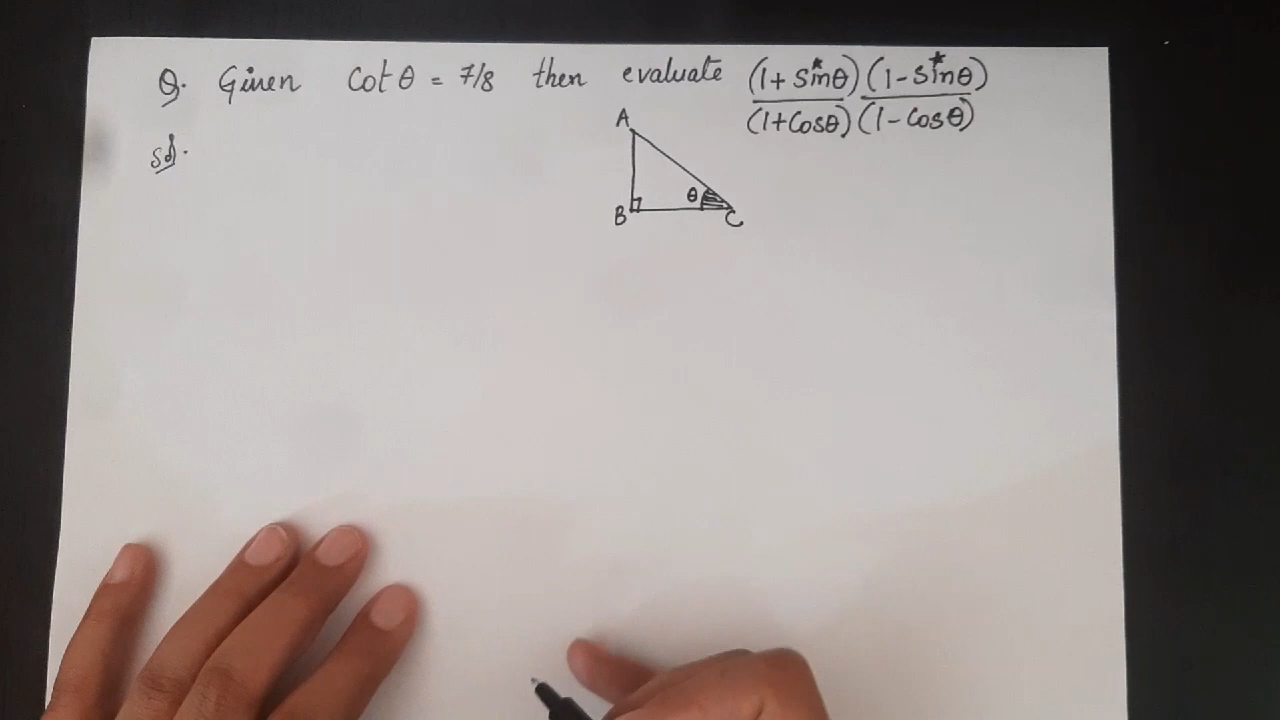 Q. Given Cot θ = 7/8 then evaluate (1 + Sinθ)(1 - Sinθ)
(1+Cosθ)(1 - Cosθ)
A
Sol.
θ
B
C